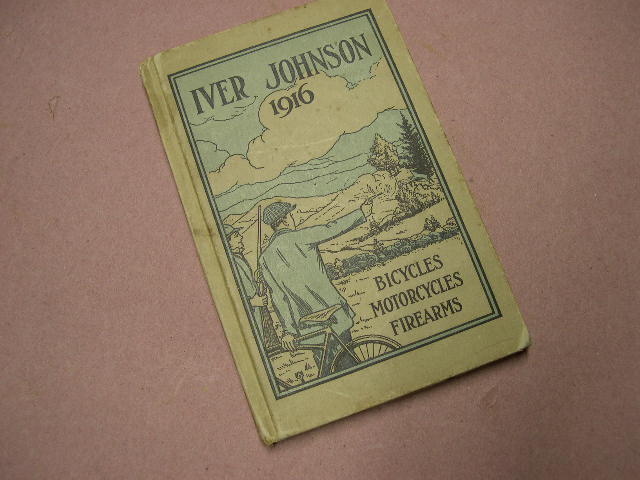 IVER JOHNSON
1916
BICYCLES
MOTORCYCLES
FIREARMS